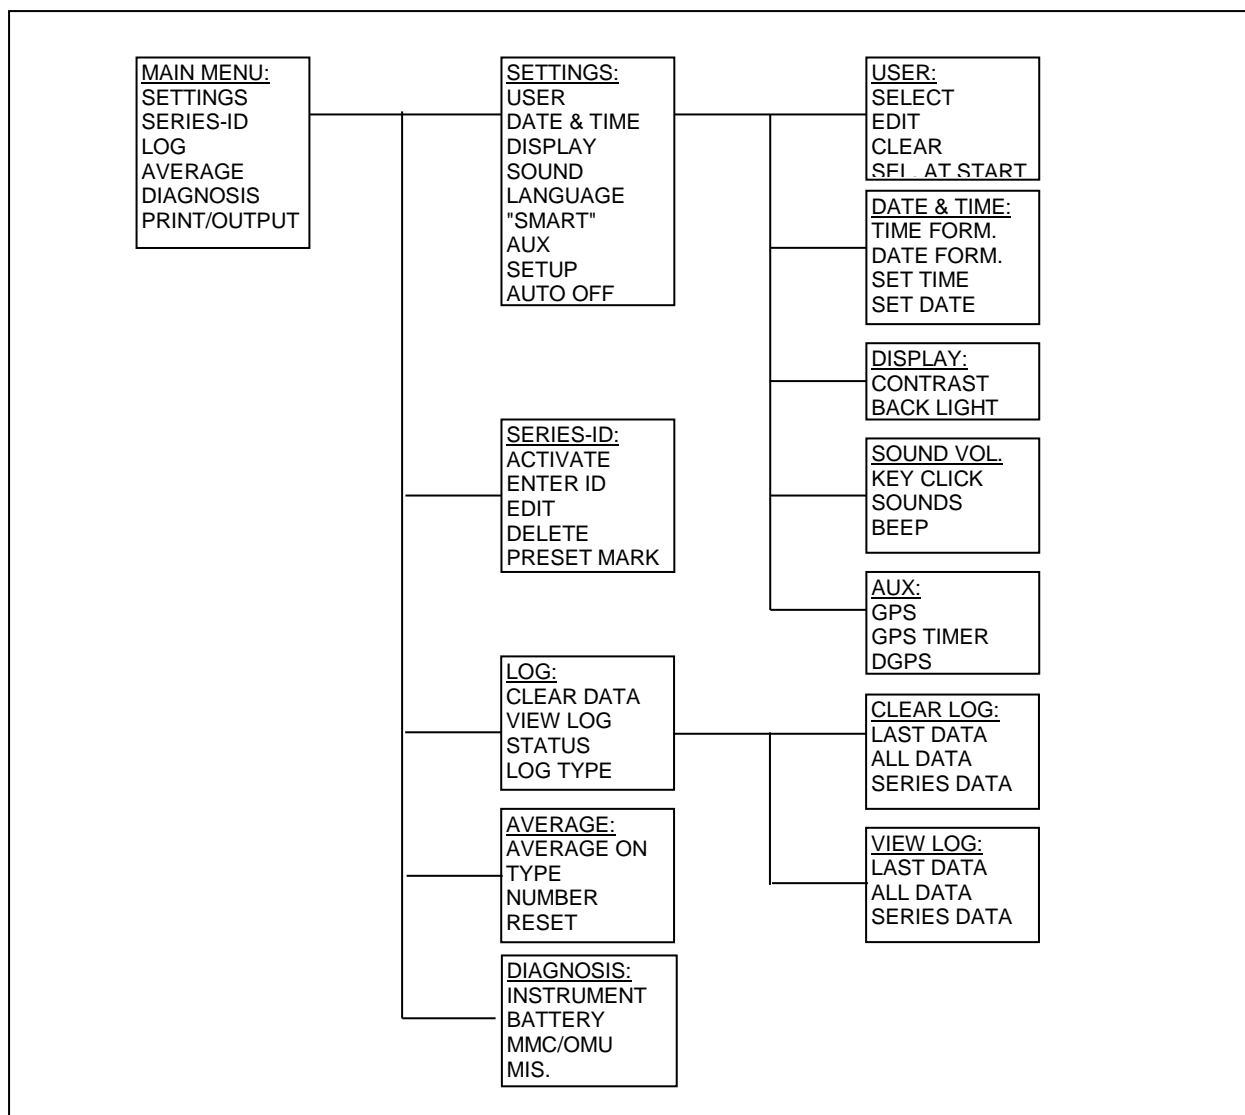 MAIN MENU:
SETTINGS
SERIES-ID
LOG
AVERAGE
DIAGNOSIS
PRINT/OUTPUT
SETTINGS:
USER
DATE & TIME
DISPLAY
SOUND
LANGUAGE
"SMART"
AUX
SETUP
AUTO OFF
SERIES-ID:
ACTIVATE
ENTER ID
EDIT
DELETE
PRESET MARK
LOG:
CLEAR DATA
VIEW LOG
STATUS
LOG TYPE
AVERAGE:
AVERAGE ON
TYPE
NUMBER
RESET
DIAGNOSIS:
INSTRUMENT
BATTERY
MMC/OMU
MIS.
USER:
SELECT
EDIT
CLEAR
SEL. AT START
DATE & TIME:
TIME FORM.
DATE FORM.
SET TIME
SET DATE
DISPLAY:
CONTRAST
BACK LIGHT
SOUND VOL.
KEY CLICK
SOUNDS
BEEP
AUX:
GPS
GPS TIMER
DGPS
CLEAR LOG:
LAST DATA
ALL DATA
SERIES DATA
VIEW LOG:
LAST DATA
ALL DATA
SERIES DATA